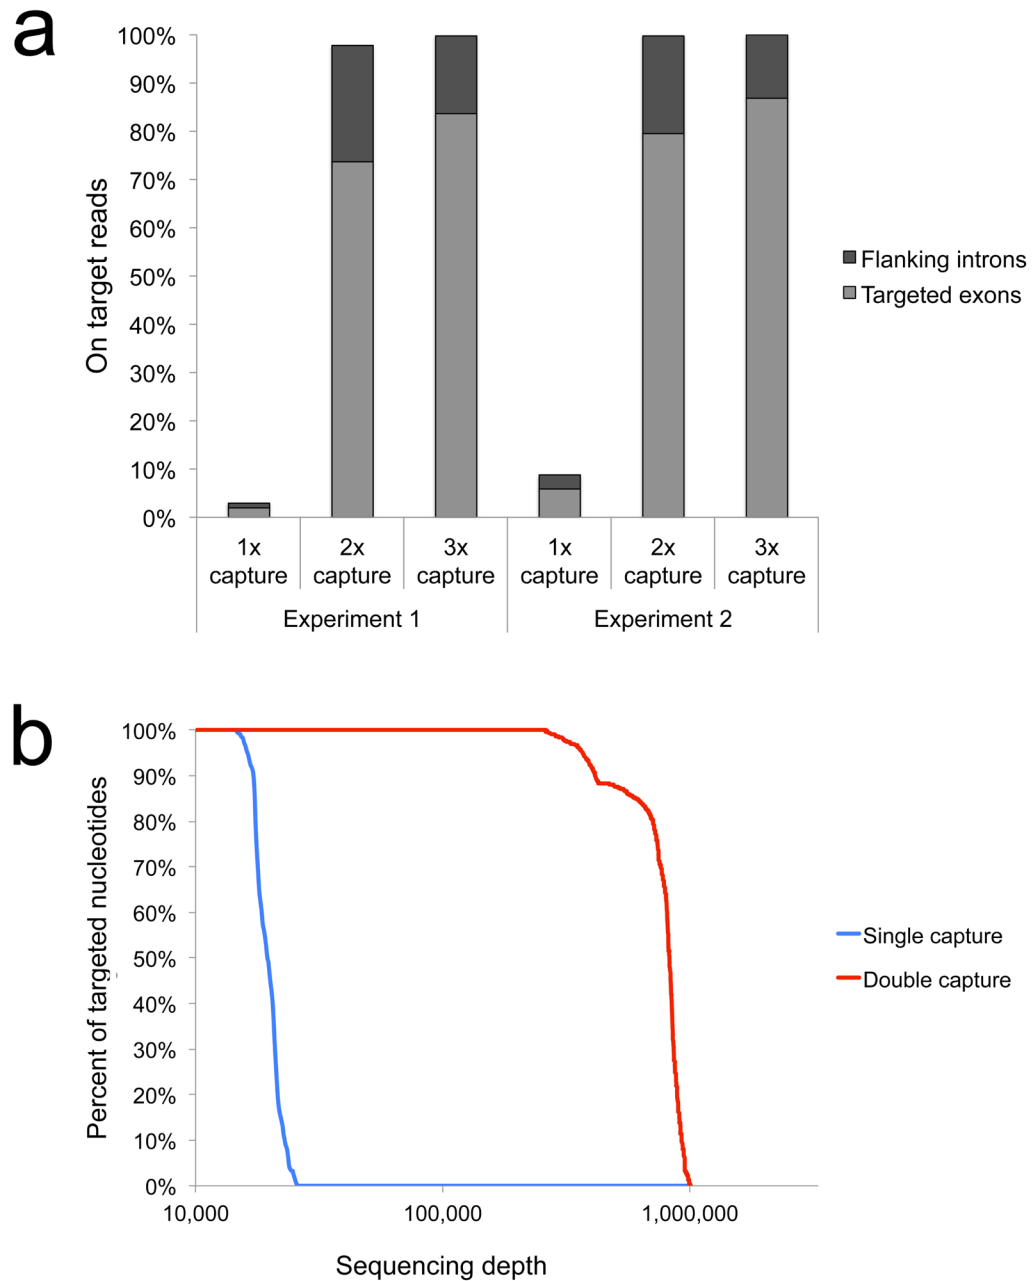 a
100%
90%
80%
70%
60%
50%
40%
30%
20%
10%
0%
On target reads
1x capture
2x capture
3x capture
1x capture
2x capture
3x capture
Experiment 1
Experiment 2
Flanking introns
Targeted exons
b
100%
90%
80%
70%
60%
50%
40%
30%
20%
10%
0%
Percent of targeted nucleotides
10,000
100,000
1,000,000
Sequencing depth
Single capture
Double capture